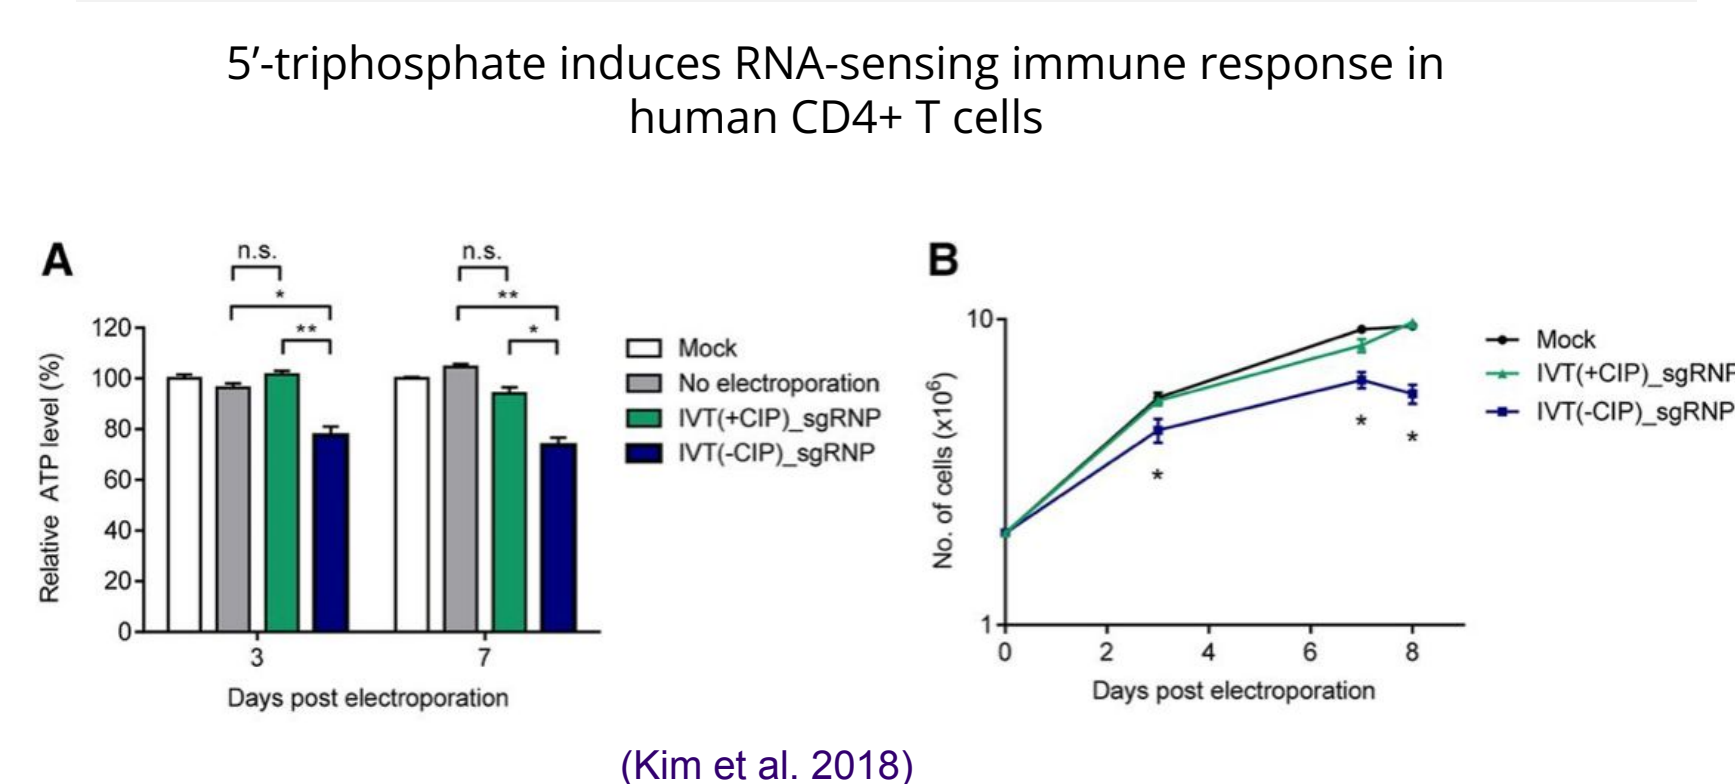 5’-triphosphate induces RNA-sensing immune response in
human CD4+ T cells
A
n.s.
*
**
n.s.
**
*
Relative ATP level (%)
120
100
80
60
40
20
0
3
7
Days post electroporation
Mock
No electroporation
IVT(+CIP)_sgRNP
IVT(-CIP)_sgRNP
B
No. of cells (x10⁶)
10
1
*
*
*
0
2
4
6
8
Days post electroporation
Mock
IVT(+CIP)_sgRNP
IVT(-CIP)_sgRNP
(Kim et al. 2018)